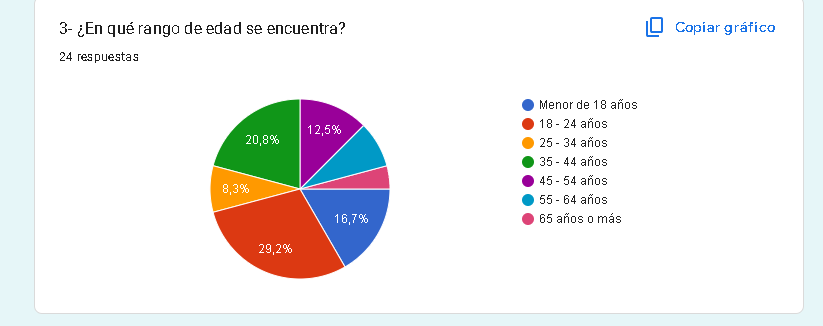 3- ¿En qué rango de edad se encuentra?
Copiar gráfico
24 respuestas
Menor de 18 años
18 - 24 años
25 - 34 años
35 - 44 años
45 - 54 años
55 - 64 años
65 años o más
12,5%
20,8%
8,3%
16,7%
29,2%